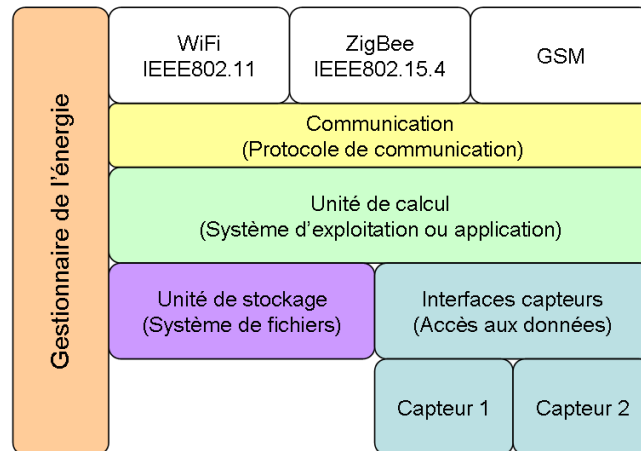 Gestionnaire de l'énergie
WiFi
IEEE802.11
ZigBee
IEEE802.15.4
GSM
Communication
(Protocole de communication)
Unité de calcul
(Système d'exploitation ou application)
Unité de stockage
(Système de fichiers)
Interfaces capteurs
(Accès aux données)
Capteur 1
Capteur 2